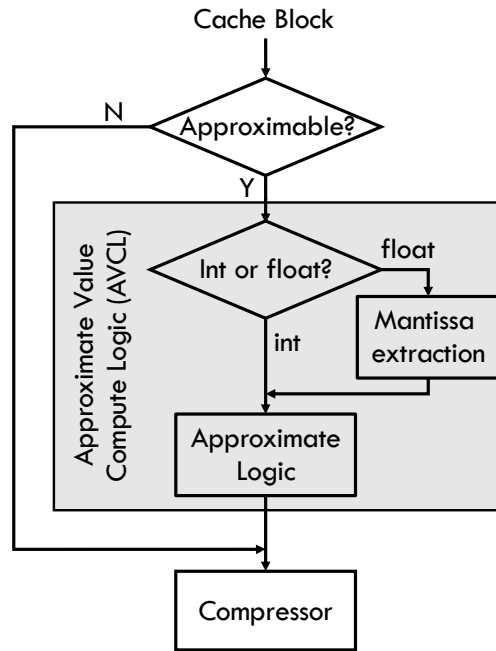 Cache Block
N
Approximable?
Y
Approximate Value
Compute Logic (AVCL)
Int or float?
float
Mantissa
extraction
int
Approximate
Logic
Compressor